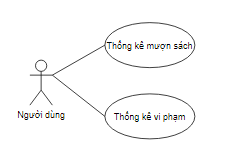 Thống kê mượn sách
Người dùng
Thống kê vi phạm